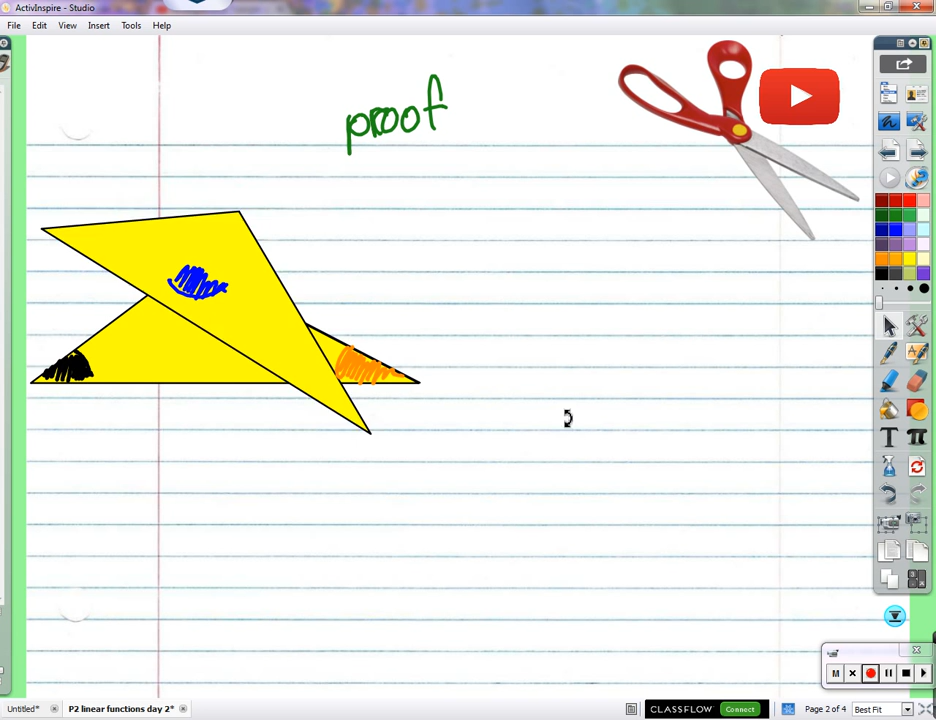 ActivInspire - Studio
File Edit View Insert Tools Help
proof
T π
M
Untitled* P2 linear functions day 2* CLASSFLOW Connect Page 2 of 4 Best Fit